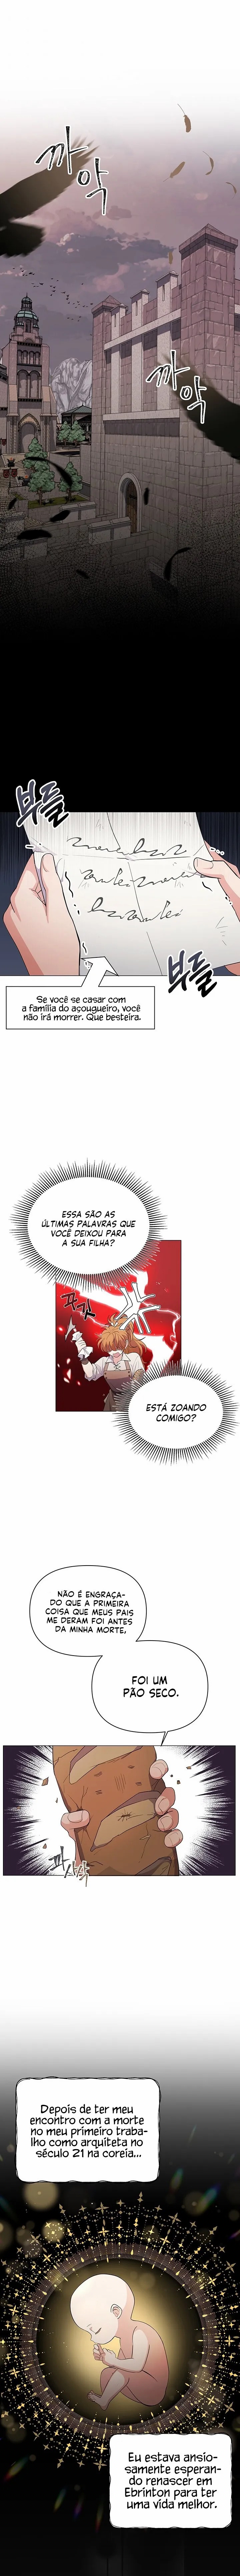 까
악
까
악
부들
부들
Se você se casar com
a família do açougueiro, você
não irá morrer. Que besteira.
ESSA SÃO AS
ÚLTIMAS PALAVRAS QUE
VOCÊ DEIXOU PARA
A SUA FILHA?
ESTÁ ZOANDO
COMIGO?
NÃO É ENGRAÇA-
DO QUE A PRIMEIRA
COISA QUE MEUS PAIS
ME DERAM FOI ANTES
DA MINHA MORTE,
FOI UM
PÃO SECO.
Depois de ter meu
encontro com a morte
no meu primeiro traba-
lho como arquiteta no
século 21 na coreia...
Eu estava ansio-
samente esperan-
do renascer em
Ebrinton para ter
uma vida melhor.